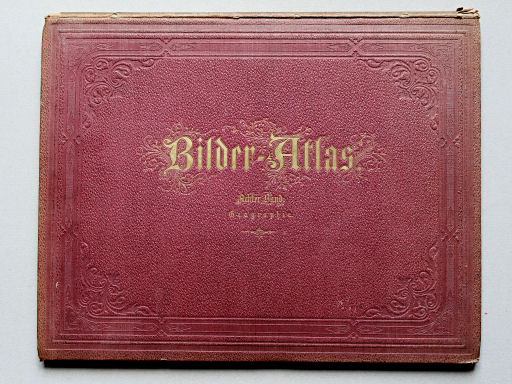 Bilder-Atlas.
Achter Band.
Geographie.